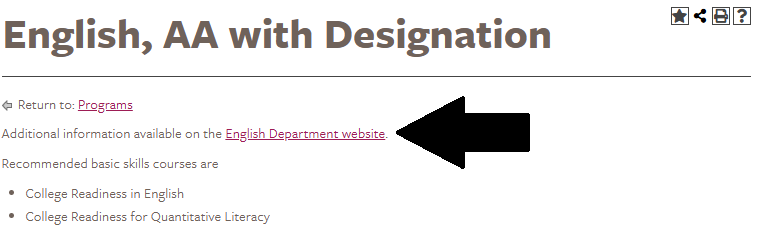 English, AA with Designation
Return to: Programs
Additional information available on the English Department website.
Recommended basic skills courses are
College Readiness in English
College Readiness for Quantitative Literacy